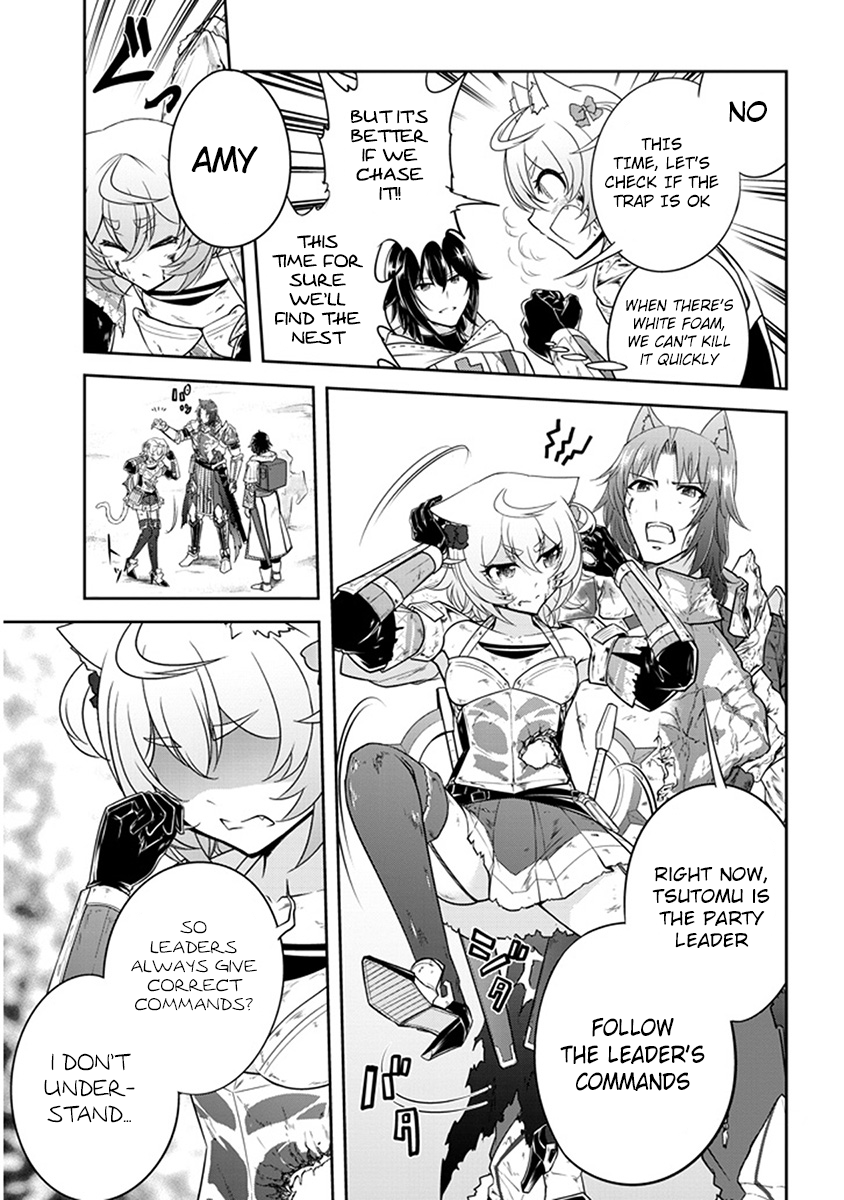 NO
THIS
TIME, LET'S
CHECK IF THE
TRAP IS OK
WHEN THERE'S
WHITE FOAM,
WE CAN'T KILL
IT QUICKLY
BUT IT'S
BETTER
IF WE
CHASE
IT!!
THIS
TIME FOR
SURE
WE'LL
FIND THE
NEST
AMY
RIGHT NOW,
TSUTOMU IS
THE PARTY
LEADER
FOLLOW
THE LEADER'S
COMMANDS
SO
LEADERS
ALWAYS GIVE
CORRECT
COMMANDS?
I DON'T
UNDER-
STAND...